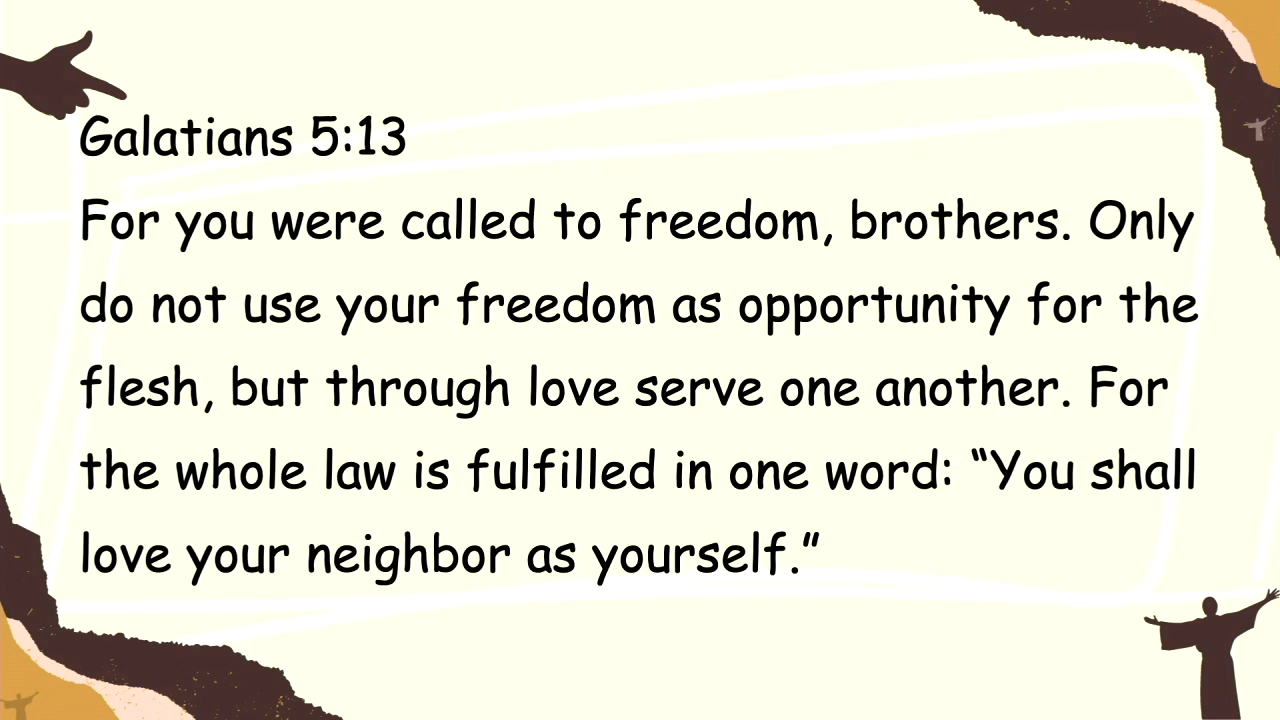 Galatians 5:13
For you were called to freedom, brothers. Only
do not use your freedom as opportunity for the
flesh, but through love serve one another. For
the whole law is fulfilled in one word: “You shall
love your neighbor as yourself.”